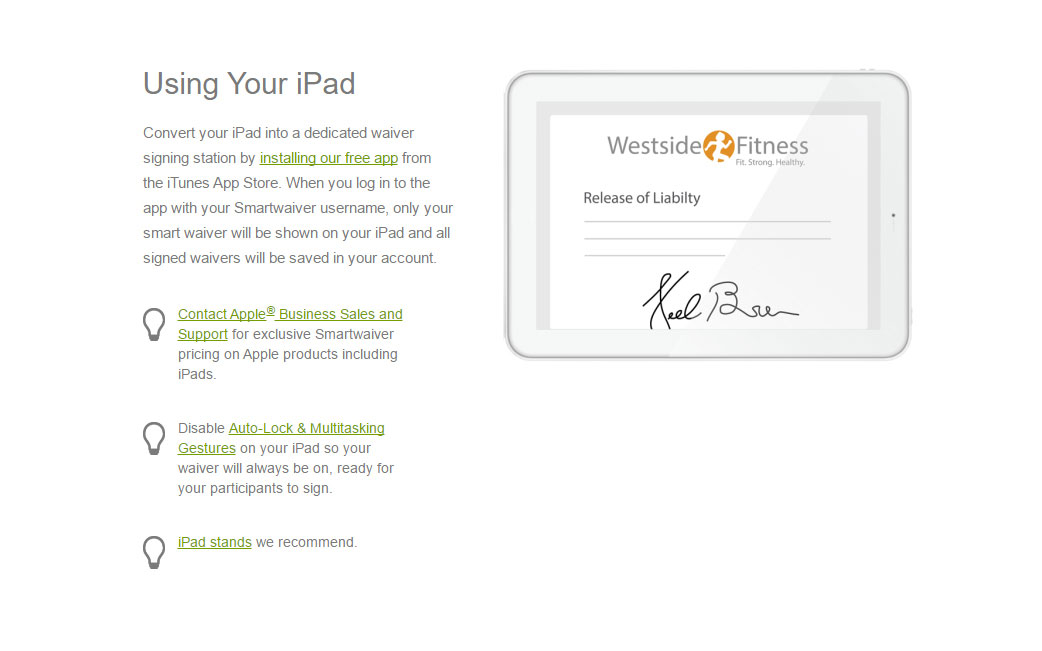 Using Your iPad
Convert your iPad into a dedicated waiver
signing station by installing our free app from
the iTunes App Store. When you log in to the
app with your Smartwaiver username, only your
smart waiver will be shown on your iPad and all
signed waivers will be saved in your account.
Contact Apple® Business Sales and
Support for exclusive Smartwaiver
pricing on Apple products including
iPads.
Disable Auto-Lock & Multitasking
Gestures on your iPad so your
waiver will always be on, ready for
your participants to sign.
iPad stands we recommend.
Westside Fitness
Fit. Strong. Healthy.
Release of Liabilty